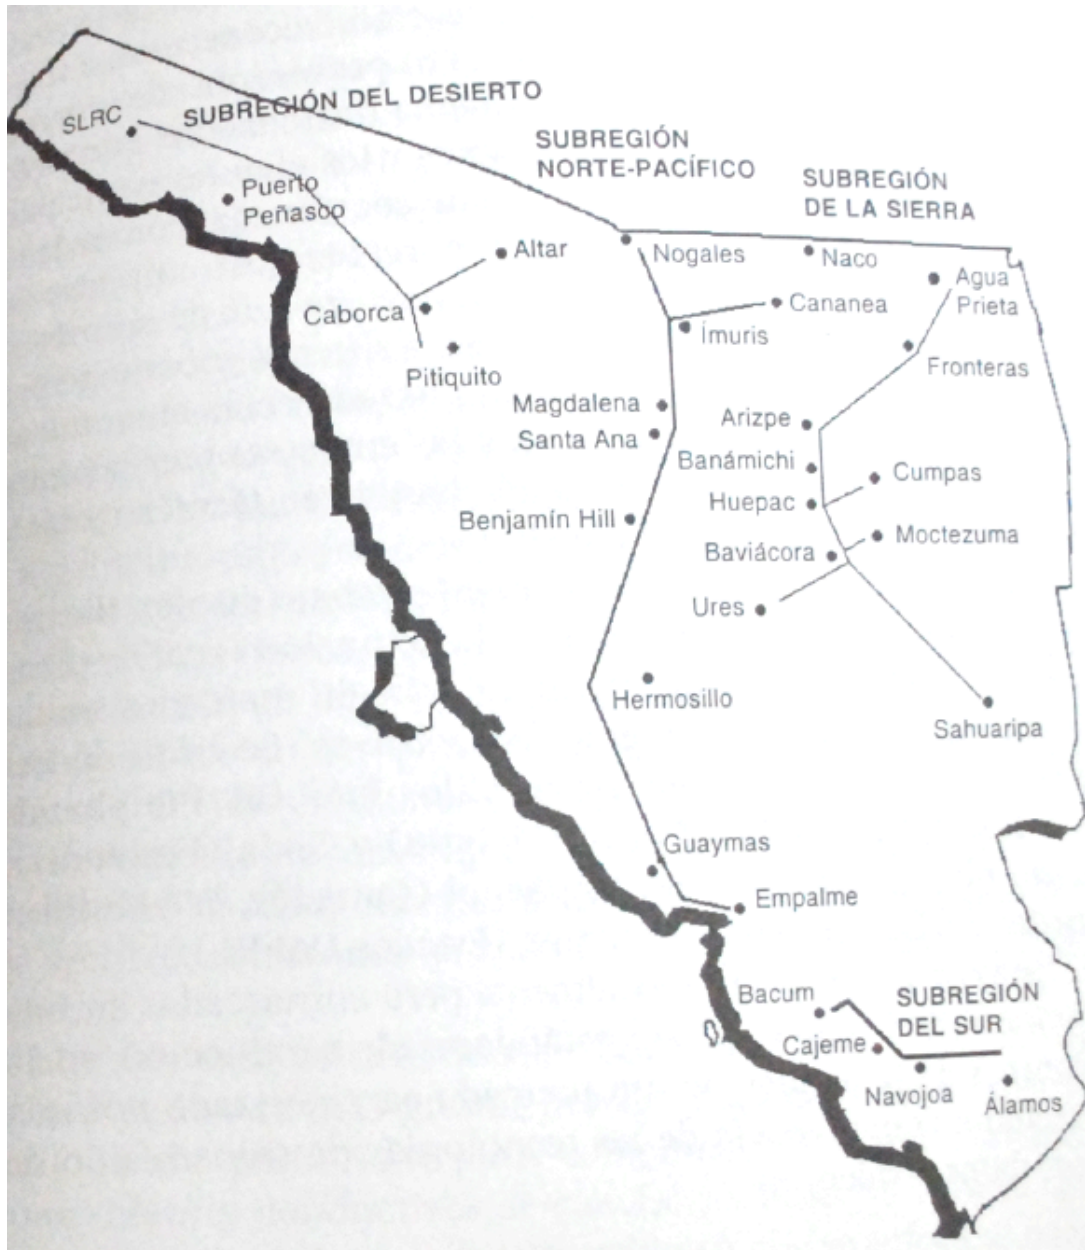 SLRC
SUBREGIÓN DEL DESIERTO
SUBREGIÓN
NORTE-PACÍFICO
SUBREGIÓN
DE LA SIERRA
Puerto
Peñasco
Altar
Nogales
Naco
Agua
Prieta
Caborca
Cananea
Ímuris
Pitiquito
Fronteras
Magdalena
Santa Ana
Arizpe
Banámichi
Cumpas
Huepac
Benjamín Hill
Moctezuma
Baviácora
Ures
Hermosillo
Sahuaripa
Guaymas
Empalme
Bacum
SUBREGIÓN
DEL SUR
Cajeme
Navojoa
Álamos